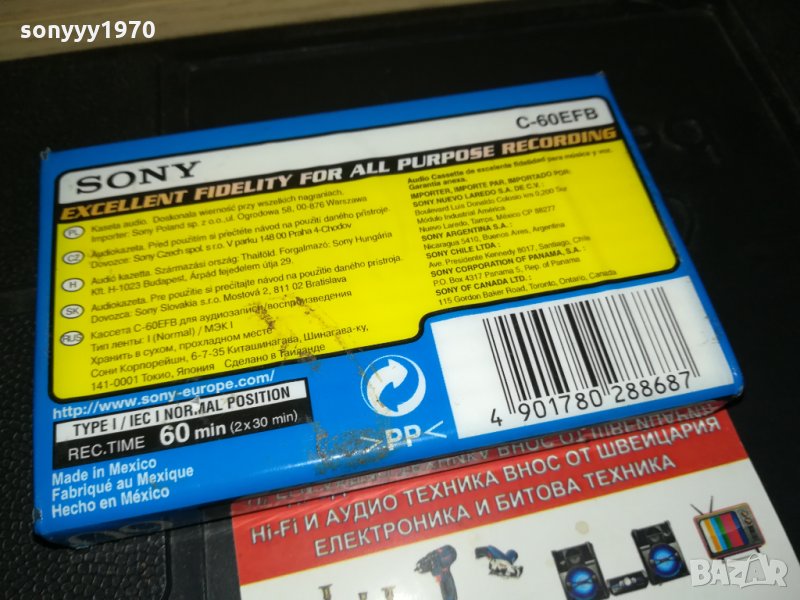 sonyyy1970
SONY
C-60EFB
EXCELLENT FIDELITY FOR ALL PURPOSE RECORDING
PL Kaseta audio. Doskonala wierność przy wszelkich nagraniach.
Importer: Sony Poland sp. z o.o., ul. Ogrodowa 58, 00-876 Warszawa
CZ Audiokazeta. Před použitím si prečtěte návod na použití daného prístroje.
Dovozce: Sony Czech spol. s r.o. V parku 148 00 Praha 4-Chodov
H Audió kazetta. Származási ország: Thaiföld. Forgalmazó: Sony Hungária
Kft. H-1023 Budapest, Árpád fejedelem útja 29.
SK Audiokazeta. Pre použitie si prečítajte návod na použitie daného prístroja.
Dovozca: Sony Slovakia s.r.o. Mostová 2, 811 02 Bratislava
RUS Кассета C-60EFB для аудиозаписи/воспроизведения
Тип ленты: I (Normal) / МЭК I
Хранить в сухом, прохладном месте
Сони Корпорейшн, 6-7-35 Киташинагава, Шинагава-ку,
141-0001 Токио, Япония Сделано в Таиланде
Audio Cassette de excelente fidelidad para música y voz.
Garantia anexa.
IMPORTER, IMPORTE PAR, IMPORTADO POR:
SONY NUEVO LAREDO S.A. DE C.V.
Boulevard Luis Donaldo Colosio km 9,200 Sur
Módulo Industrial América
Nuevo Laredo, Tamps. México CP 88277
SONY ARGENTINA S.A.:
Nicaragua 5410, Buenos Aires, Argentina
SONY CHILE LTDA:
Ave. Presidente Kennedy 8017, Santiago, Chile
SONY CORPORATION OF PANAMA, S.A.
P.O. Box 4317 Panama 5, Rep. of Panama
SONY OF CANADA LTD.:
115 Gordon Baker Road, Toronto, Ontario, Canada
http://www.sony-europe.com/
TYPE I / IEC I NORMAL POSITION
REC.TIME 60 min (2x30 min)
>PP<
4 901780 288687
Made in Mexico
Fabriqué au Mexique
Hecho en México
Hi-Fi И АУДИО ТЕХНИКА ВНОС ОТ ШВЕЙЦАРИЯ
ЕЛЕКТРОНИКА И БИТОВА ТЕХНИКА
BAZAR